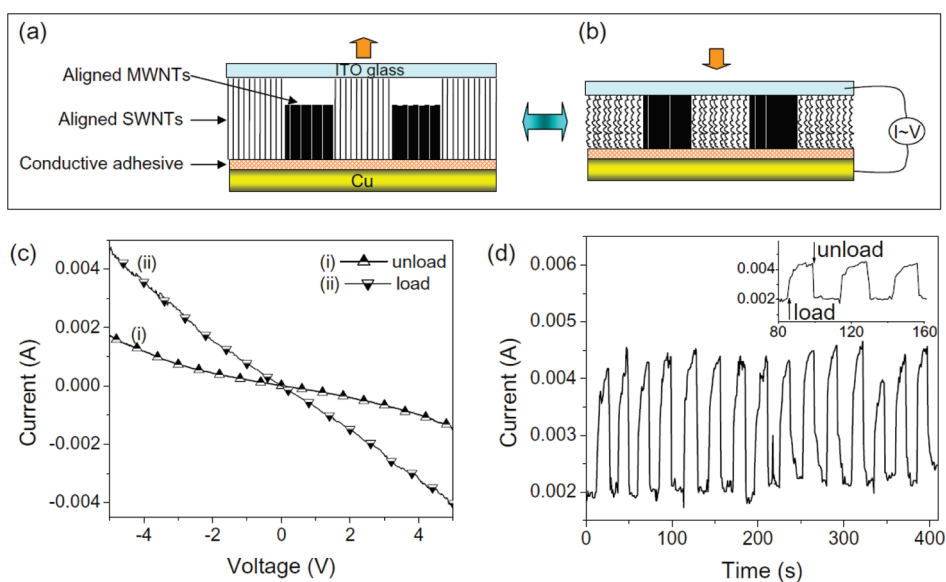 (a)
ITO glass
Aligned MWNTs
Aligned SWNTs
Conductive adhesive
Cu
(b)
I~V
(c)
0.004
0.002
0.000
-0.002
-0.004
Current (A)
-4
-2
0
2
4
Voltage (V)
(ii)
(i)
(i) unload
(ii) load
(d)
0.006
0.005
0.004
0.003
0.002
Current (A)
0
100
200
300
400
Time (s)
0.006
0.004
0.002
unload
load
80
120
160